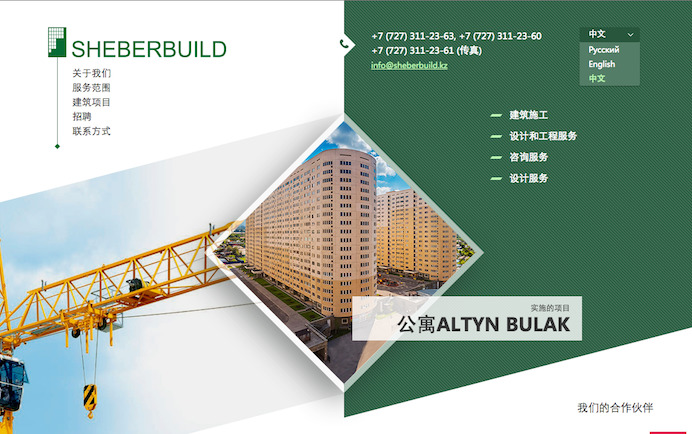 SHEBERBUILD
关于我们
服务范围
建筑项目
招聘
联系方式
+7 (727) 311-23-63, +7 (727) 311-23-60
+7 (727) 311-23-61 (传真)
info@sheberbuild.kz
中文
Русский
English
中文
建筑施工
设计和工程服务
咨询服务
设计服务
实施的项目
公寓ALTYN BULAK
我们的合作伙伴